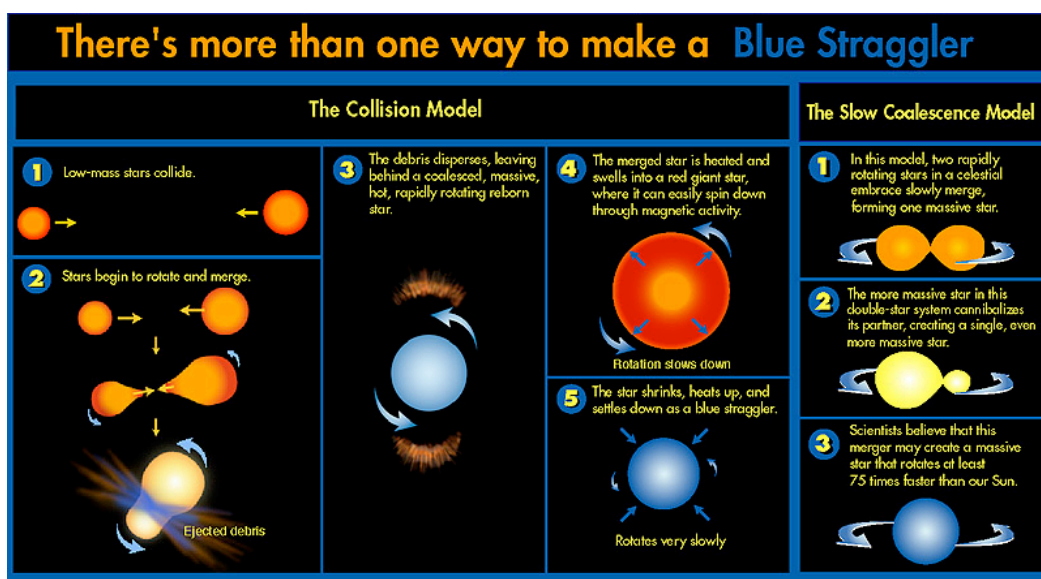 There's more than one way to make a Blue Straggler
The Collision Model
1
Low-mass stars collide.
2
Stars begin to rotate and merge.
Ejected debris
3
The debris disperses, leaving
behind a coalesced, massive,
hot, rapidly rotating reborn
star.
4
The merged star is heated and
swells into a red giant star,
where it can easily spin down
through magnetic activity.
Rotation slows down
5
The star shrinks, heats up, and
settles down as a blue straggler.
Rotates very slowly
The Slow Coalescence Model
1
In this model, two rapidly
rotating stars in a celestial
embrace slowly merge,
forming one massive star.
2
The more massive star in this
double-star system cannibalizes
its partner, creating a single, even
more massive star.
3
Scientists believe that this
merger may create a massive
star that rotates at least
75 times faster than our Sun.